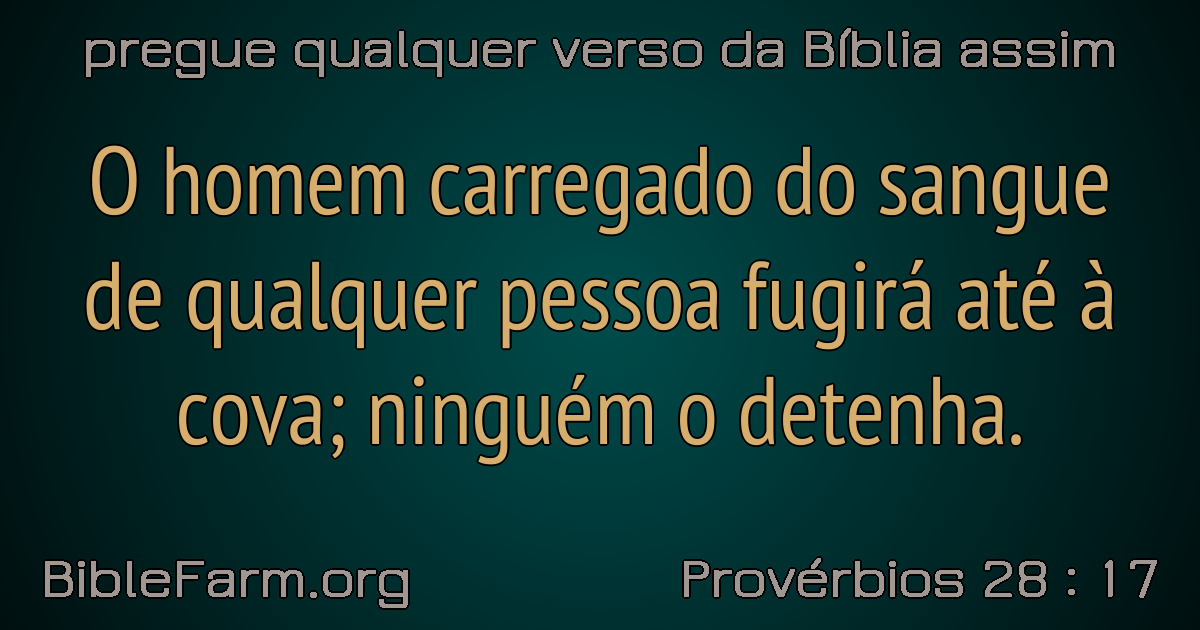 pregue qualquer verso da Bíblia assim
O homem carregado do sangue
de qualquer pessoa fugirá até à
cova; ninguém o detenha.
BibleFarm.org
Provérbios 28 : 17